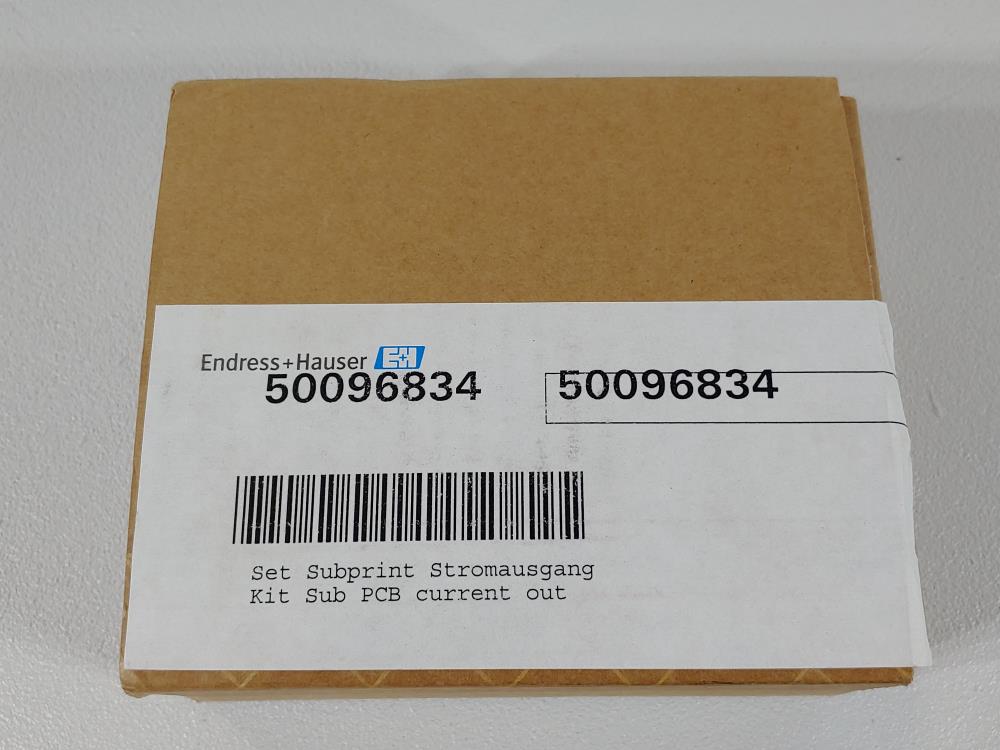 Endress+Hauser E+H
50096834
50096834
Set Subprint Stromausgang
Kit Sub PCB current out